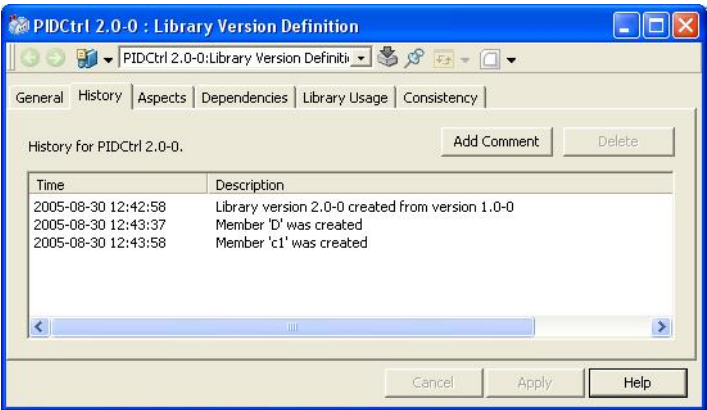 PIDCtrl 2.0-0 : Library Version Definition
PIDCtrl 2.0-0:Library Version Definiti
General History Aspects Dependencies Library Usage Consistency
History for PIDCtrl 2.0-0. Add Comment Delete
Time Description
2005-08-30 12:42:58 Library version 2.0-0 created from version 1.0-0
2005-08-30 12:43:37 Member 'D' was created
2005-08-30 12:43:58 Member 'c1' was created
Cancel Apply Help